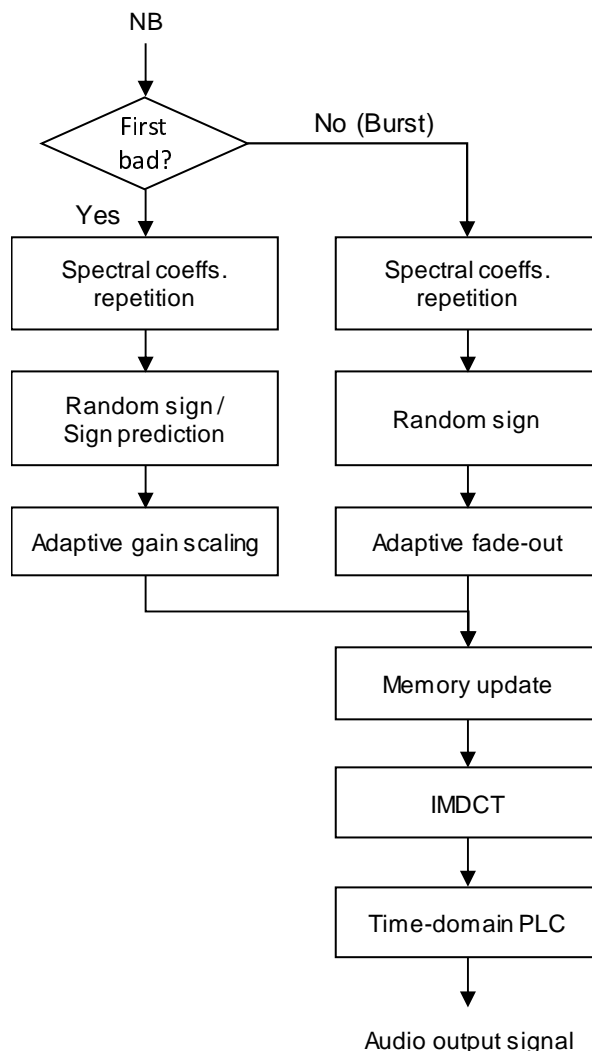 NB
First
bad?
No (Burst)
Yes
Spectral coeffs.
repetition
Spectral coeffs.
repetition
Random sign /
Sign prediction
Random sign
Adaptive gain scaling
Adaptive fade-out
Memory update
IMDCT
Time-domain PLC
Audio output signal